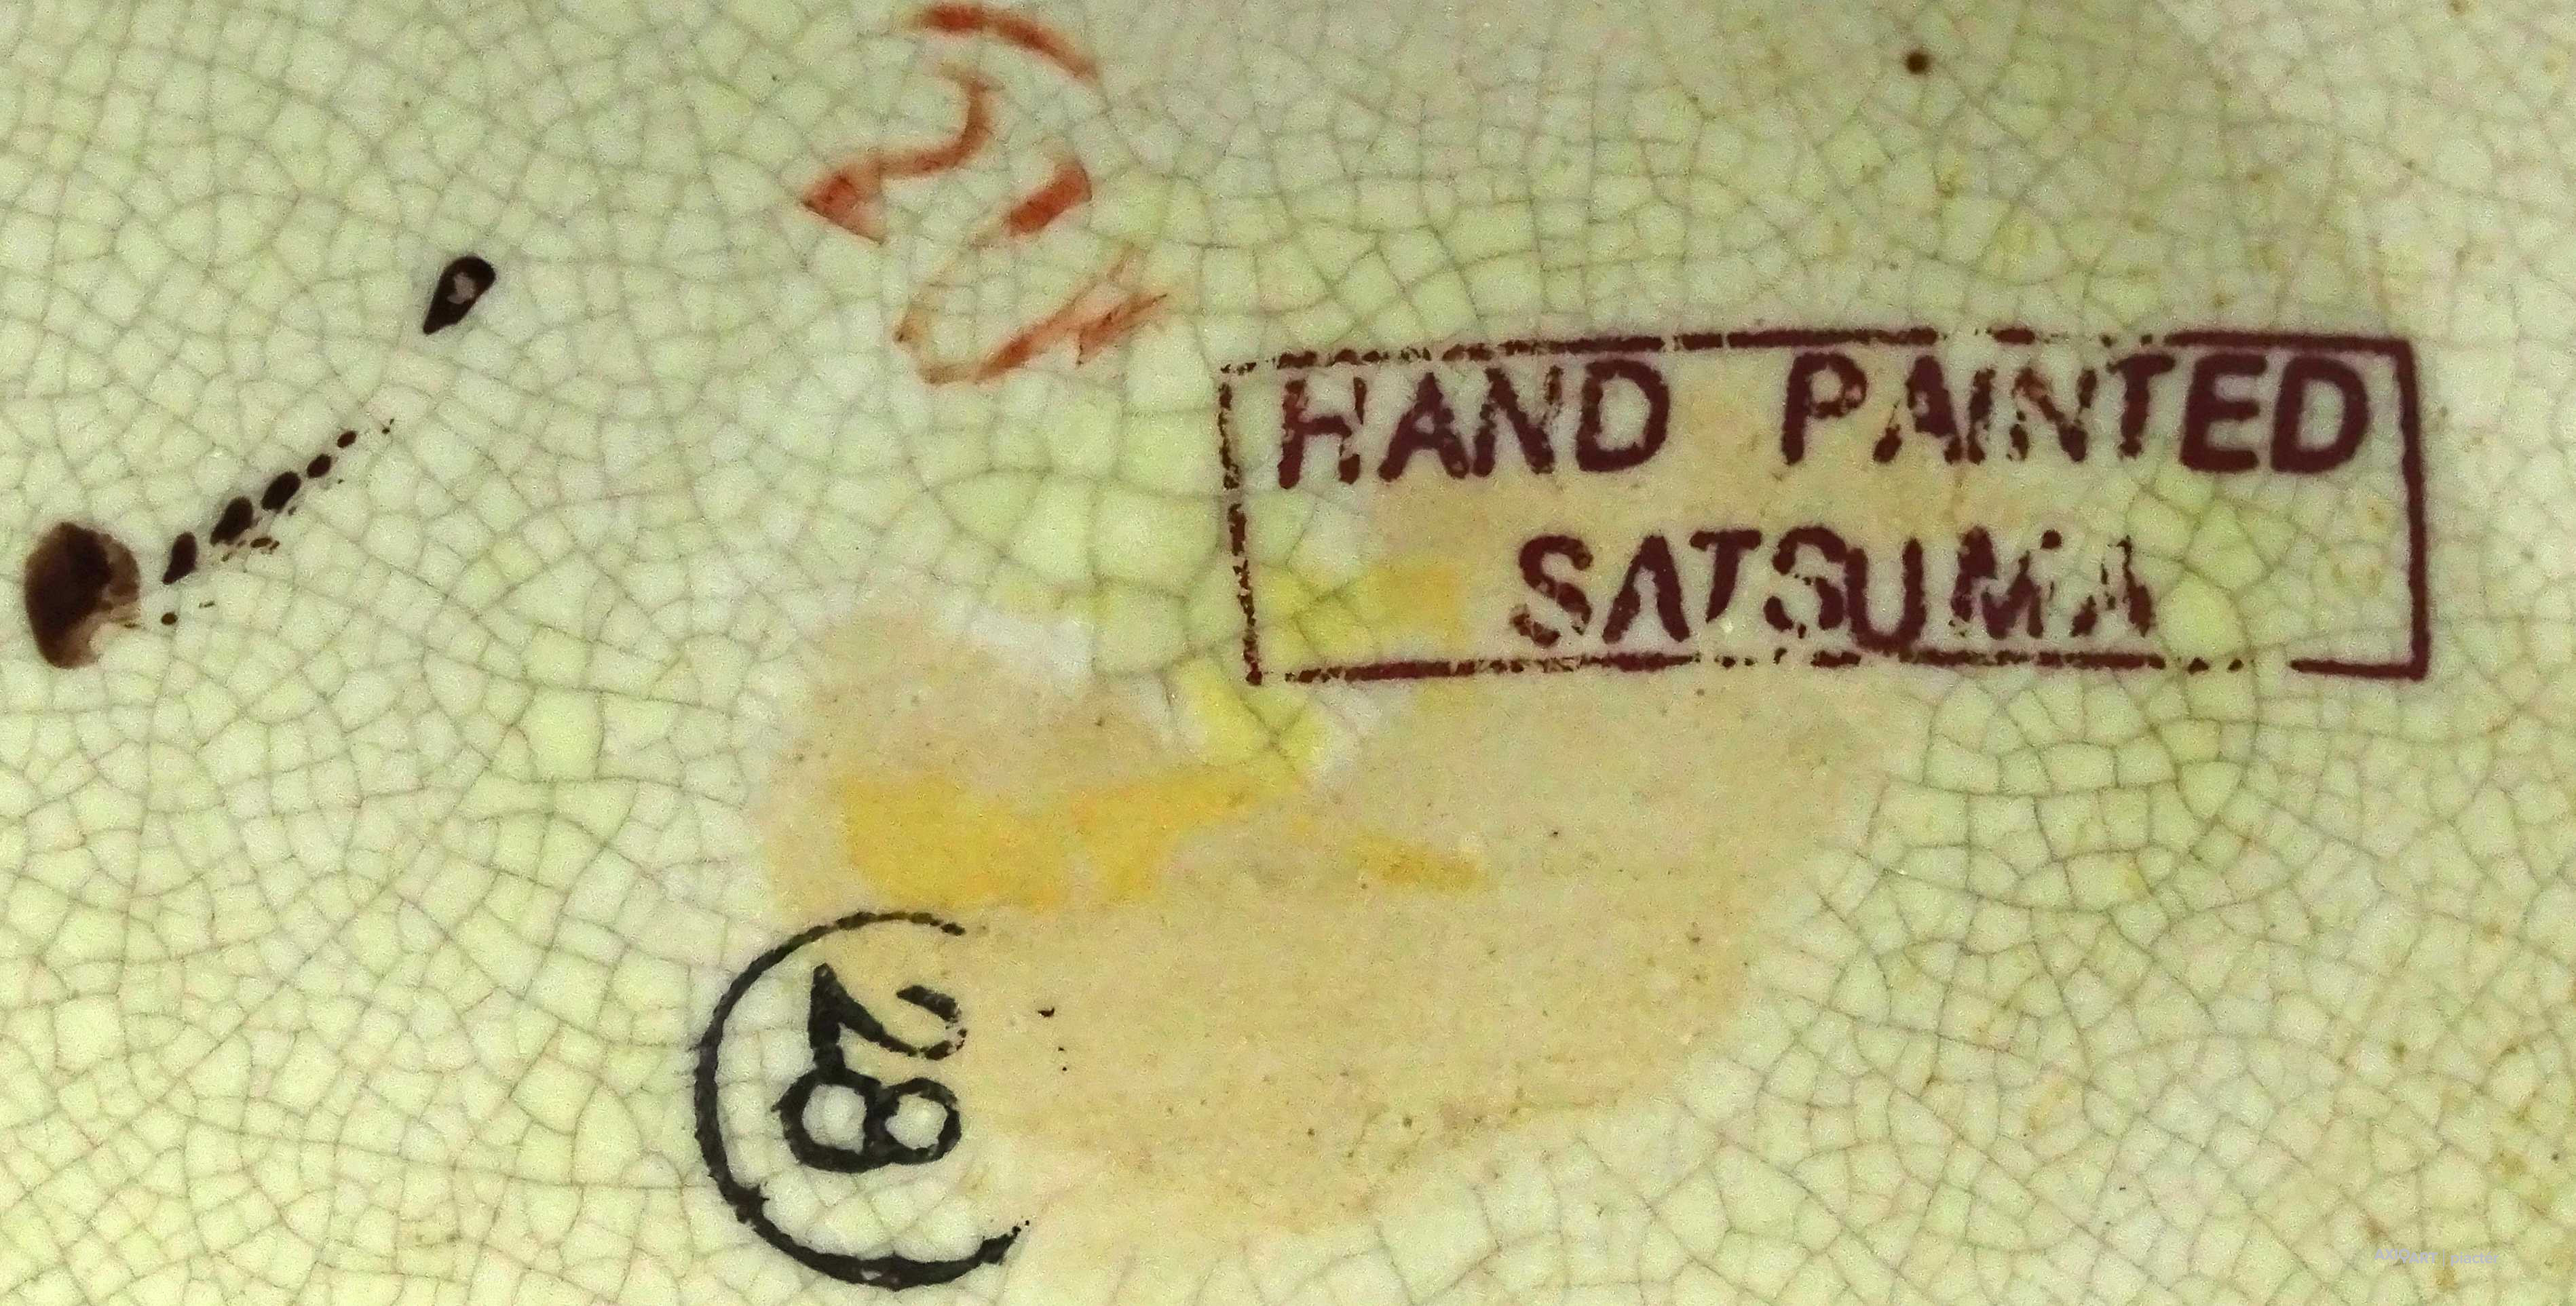 HAND PAINTED
SATSUMA
28